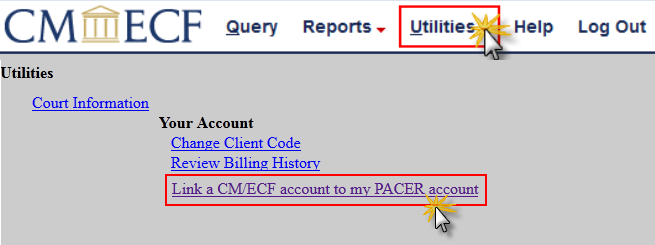 CM ECF Query Reports Utilities Help Log Out
Utilities
Court Information
Your Account
Change Client Code
Review Billing History
Link a CM/ECF account to my PACER account